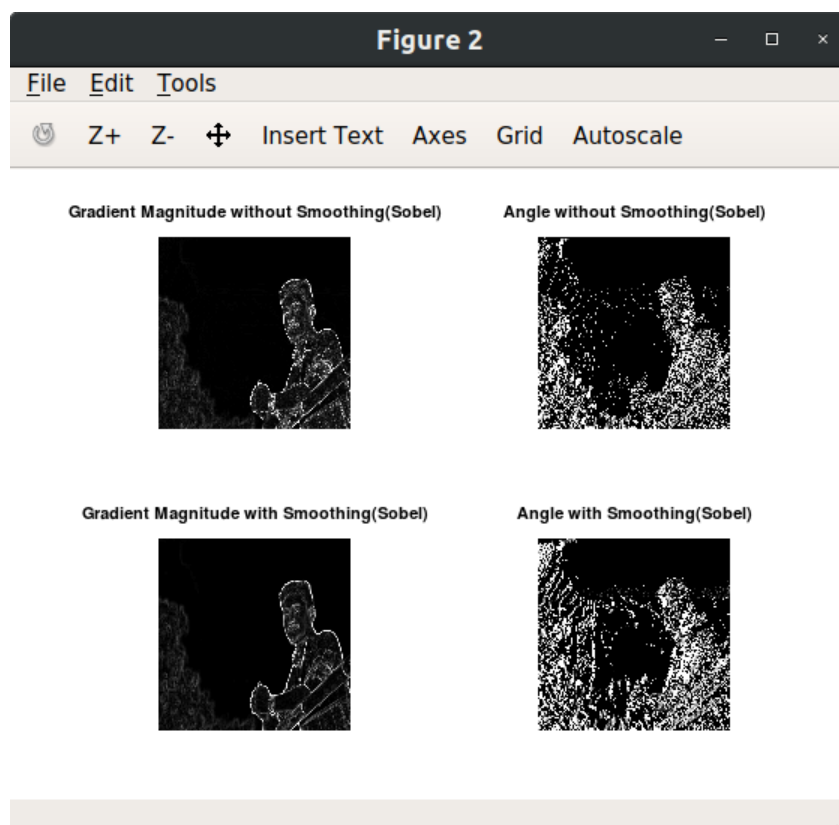 Figure 2
File Edit Tools
Z+ Z- Insert Text Axes Grid Autoscale
Gradient Magnitude without Smoothing(Sobel) Angle without Smoothing(Sobel)
Gradient Magnitude with Smoothing(Sobel) Angle with Smoothing(Sobel)